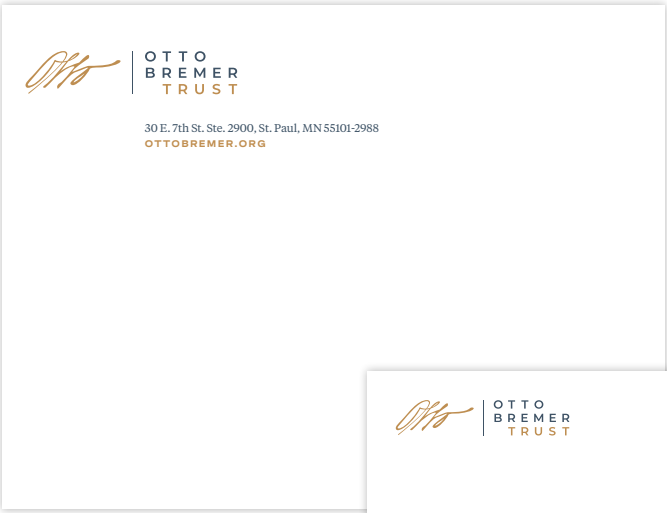 Otto
OTTO
BREMER
TRUST
30 E. 7th St. Ste. 2900, St. Paul, MN 55101-2988
OTTOBREMER.ORG
Otto
OTTO
BREMER
TRUST